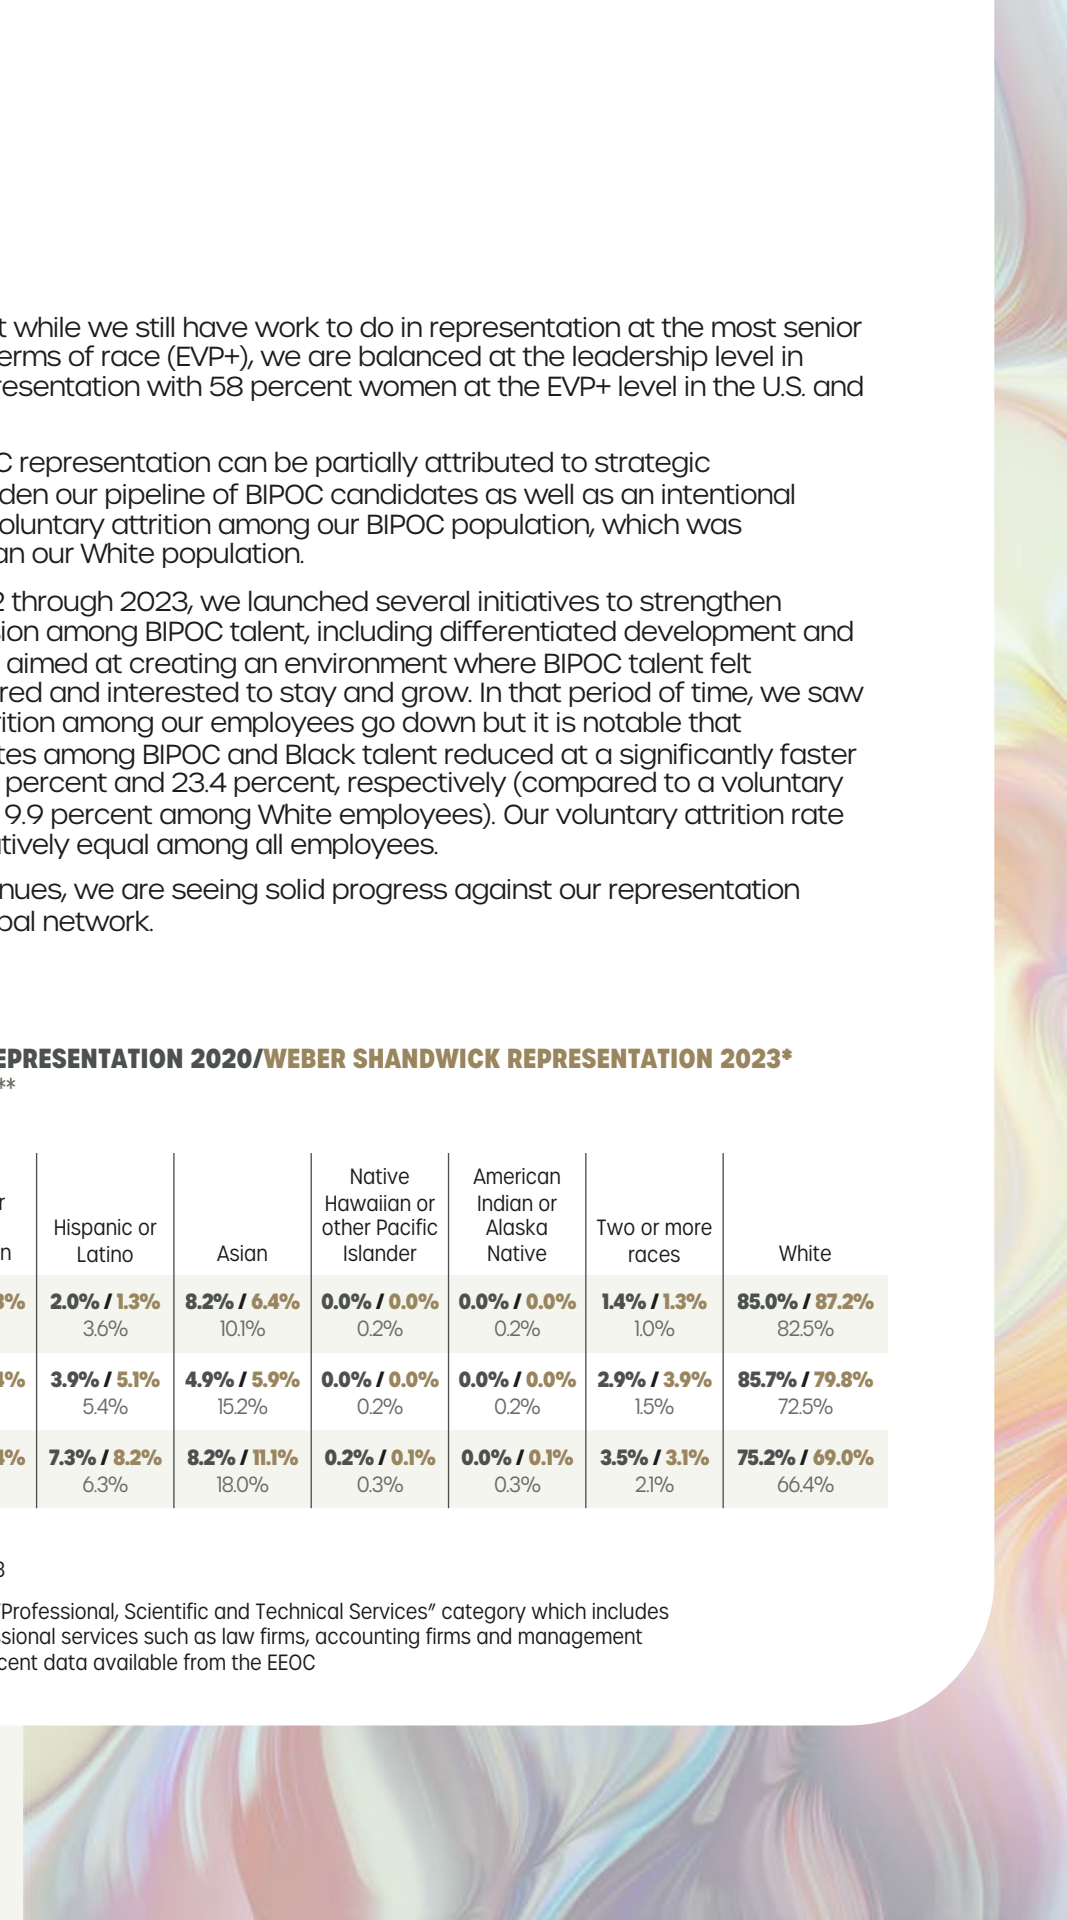 t while we still have work to do in representation at the most senior
erms of race (EVP+), we are balanced at the leadership level in
resentation with 58 percent women at the EVP+ level in the U.S. and
C representation can be partially attributed to strategic
den our pipeline of BIPOC candidates as well as an intentional
oluntary attrition among our BIPOC population, which was
an our White population.
2 through 2023, we launched several initiatives to strengthen
sion among BIPOC talent, including differentiated development and
aimed at creating an environment where BIPOC talent felt
red and interested to stay and grow. In that period of time, we saw
rition among our employees go down but it is notable that
tes among BIPOC and Black talent reduced at a significantly faster
percent and 23.4 percent, respectively (compared to a voluntary
9.9 percent among White employees). Our voluntary attrition rate
atively equal among all employees.
nues, we are seeing solid progress against our representation
bal network.
EPRESENTATION 2020/WEBER SHANDWICK REPRESENTATION 2023*
**
r
n
Hispanic or
Latino
Asian
Native
Hawaiian or
other Pacific
Islander
American
Indian or
Alaska
Native
Two or more
races
White
3% 2.0% / 1.3% 8.2% / 6.4% 0.0% / 0.0% 0.0% / 0.0% 1.4% / 1.3% 85.0% / 87.2%
3.6% 10.1% 0.2% 0.2% 1.0% 82.5%
4% 3.9% / 5.1% 4.9% / 5.9% 0.0% / 0.0% 0.0% / 0.0% 2.9% / 3.9% 85.7% / 79.8%
5.4% 15.2% 0.2% 0.2% 1.5% 72.5%
4% 7.3% / 8.2% 8.2% / 11.1% 0.2% / 0.1% 0.0% / 0.1% 3.5% / 3.1% 75.2% / 69.0%
6.3% 18.0% 0.3% 0.3% 2.1% 66.4%
3
"Professional, Scientific and Technical Services" category which includes
ssional services such as law firms, accounting firms and management
cent data available from the EEOC